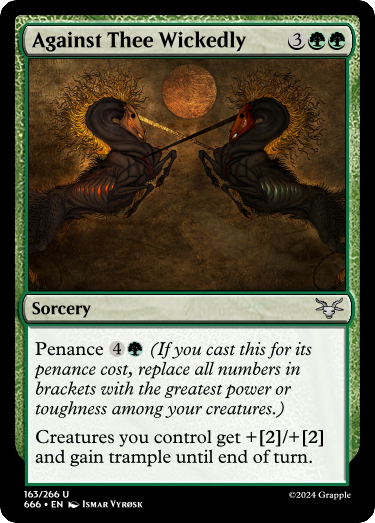 Against Thee Wickedly 3
Sorcery
Penance 4 (If you cast this for its
penance cost, replace all numbers in
brackets with the greatest power or
toughness among your creatures.)
Creatures you control get +[2]/+[2]
and gain trample until end of turn.
163/266 U
666 • EN Ismar Vyrøsk
©2024 Grapple